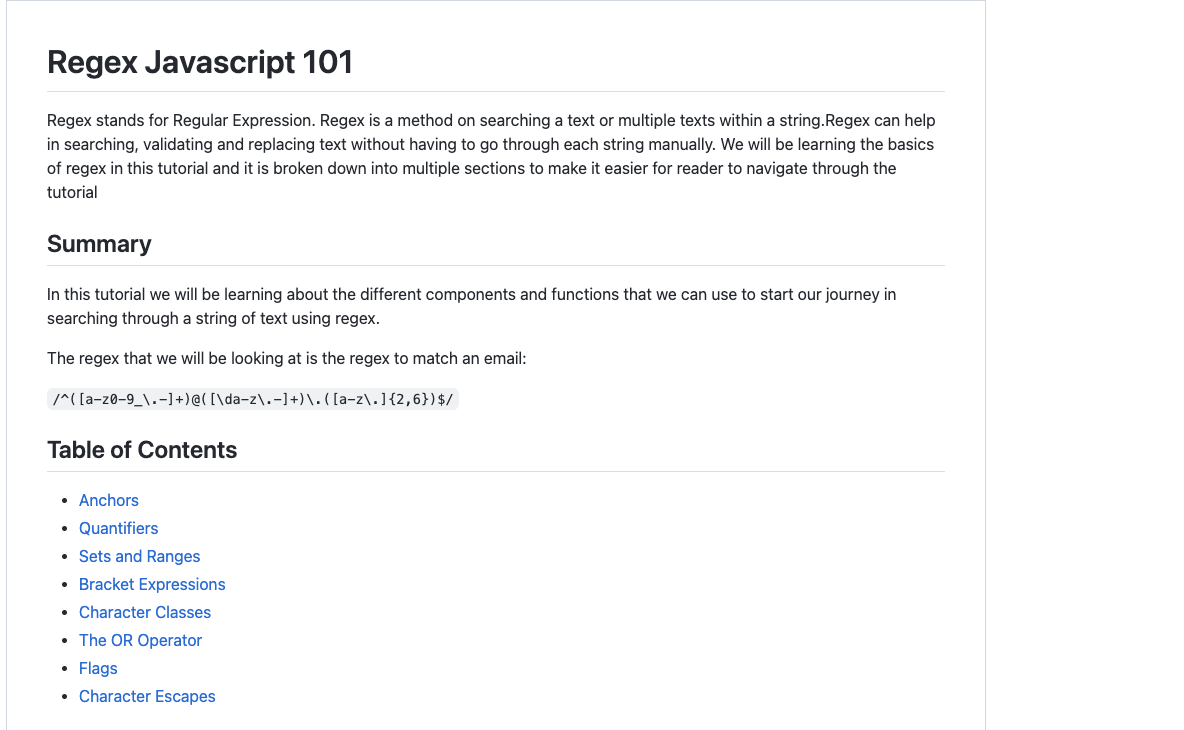 Regex Javascript 101
Regex stands for Regular Expression. Regex is a method on searching a text or multiple texts within a string.Regex can help
in searching, validating and replacing text without having to go through each string manually. We will be learning the basics
of regex in this tutorial and it is broken down into multiple sections to make it easier for reader to navigate through the
tutorial
Summary
In this tutorial we will be learning about the different components and functions that we can use to start our journey in
searching through a string of text using regex.
The regex that we will be looking at is the regex to match an email:
/^([a-z0-9_\.-]+)@([\da-z\.-]+)\.([a-z\.]{2,6})$/
Table of Contents
• Anchors
• Quantifiers
• Sets and Ranges
• Bracket Expressions
• Character Classes
• The OR Operator
• Flags
• Character Escapes